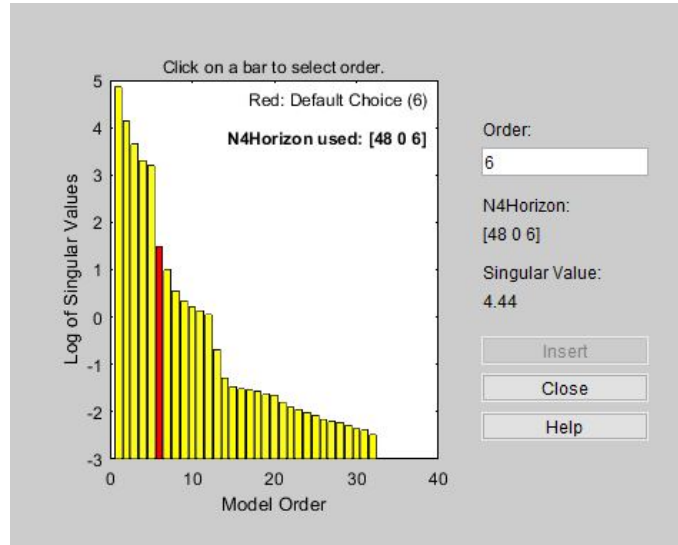 Click on a bar to select order.
Red: Default Choice (6)
N4Horizon used: [48 0 6]
5
4
3
2
1
0
-1
-2
-3
Log of Singular Values
0 10 20 30 40
Model Order
Order:
6
N4Horizon:
[48 0 6]
Singular Value:
4.44
Insert
Close
Help